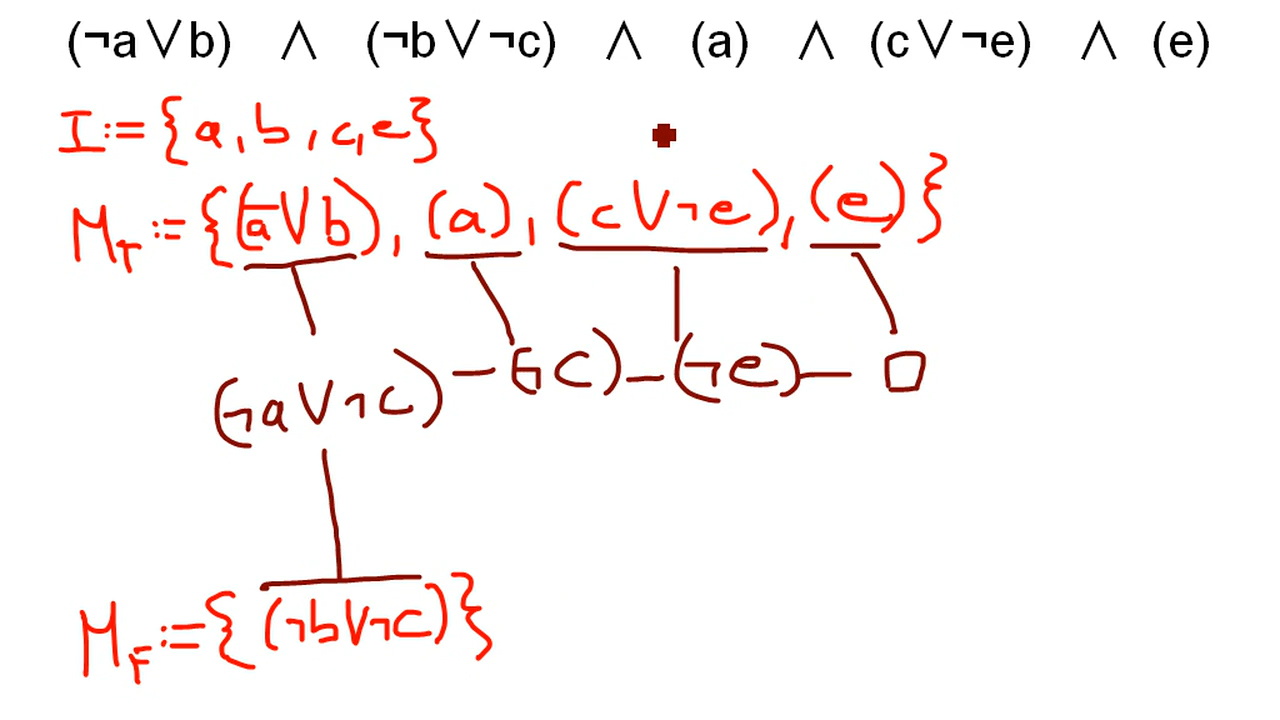 (¬a∨b) ∧ (¬b∨¬c) ∧ (a) ∧ (c∨¬e) ∧ (e)
I:={a,b,c,e}
M_T:={(¬a∨b),(a),(c∨¬e),(e)}
(¬a∨¬c)–(¬c)–(¬e)–□
M_F:={(¬b∨¬c)}